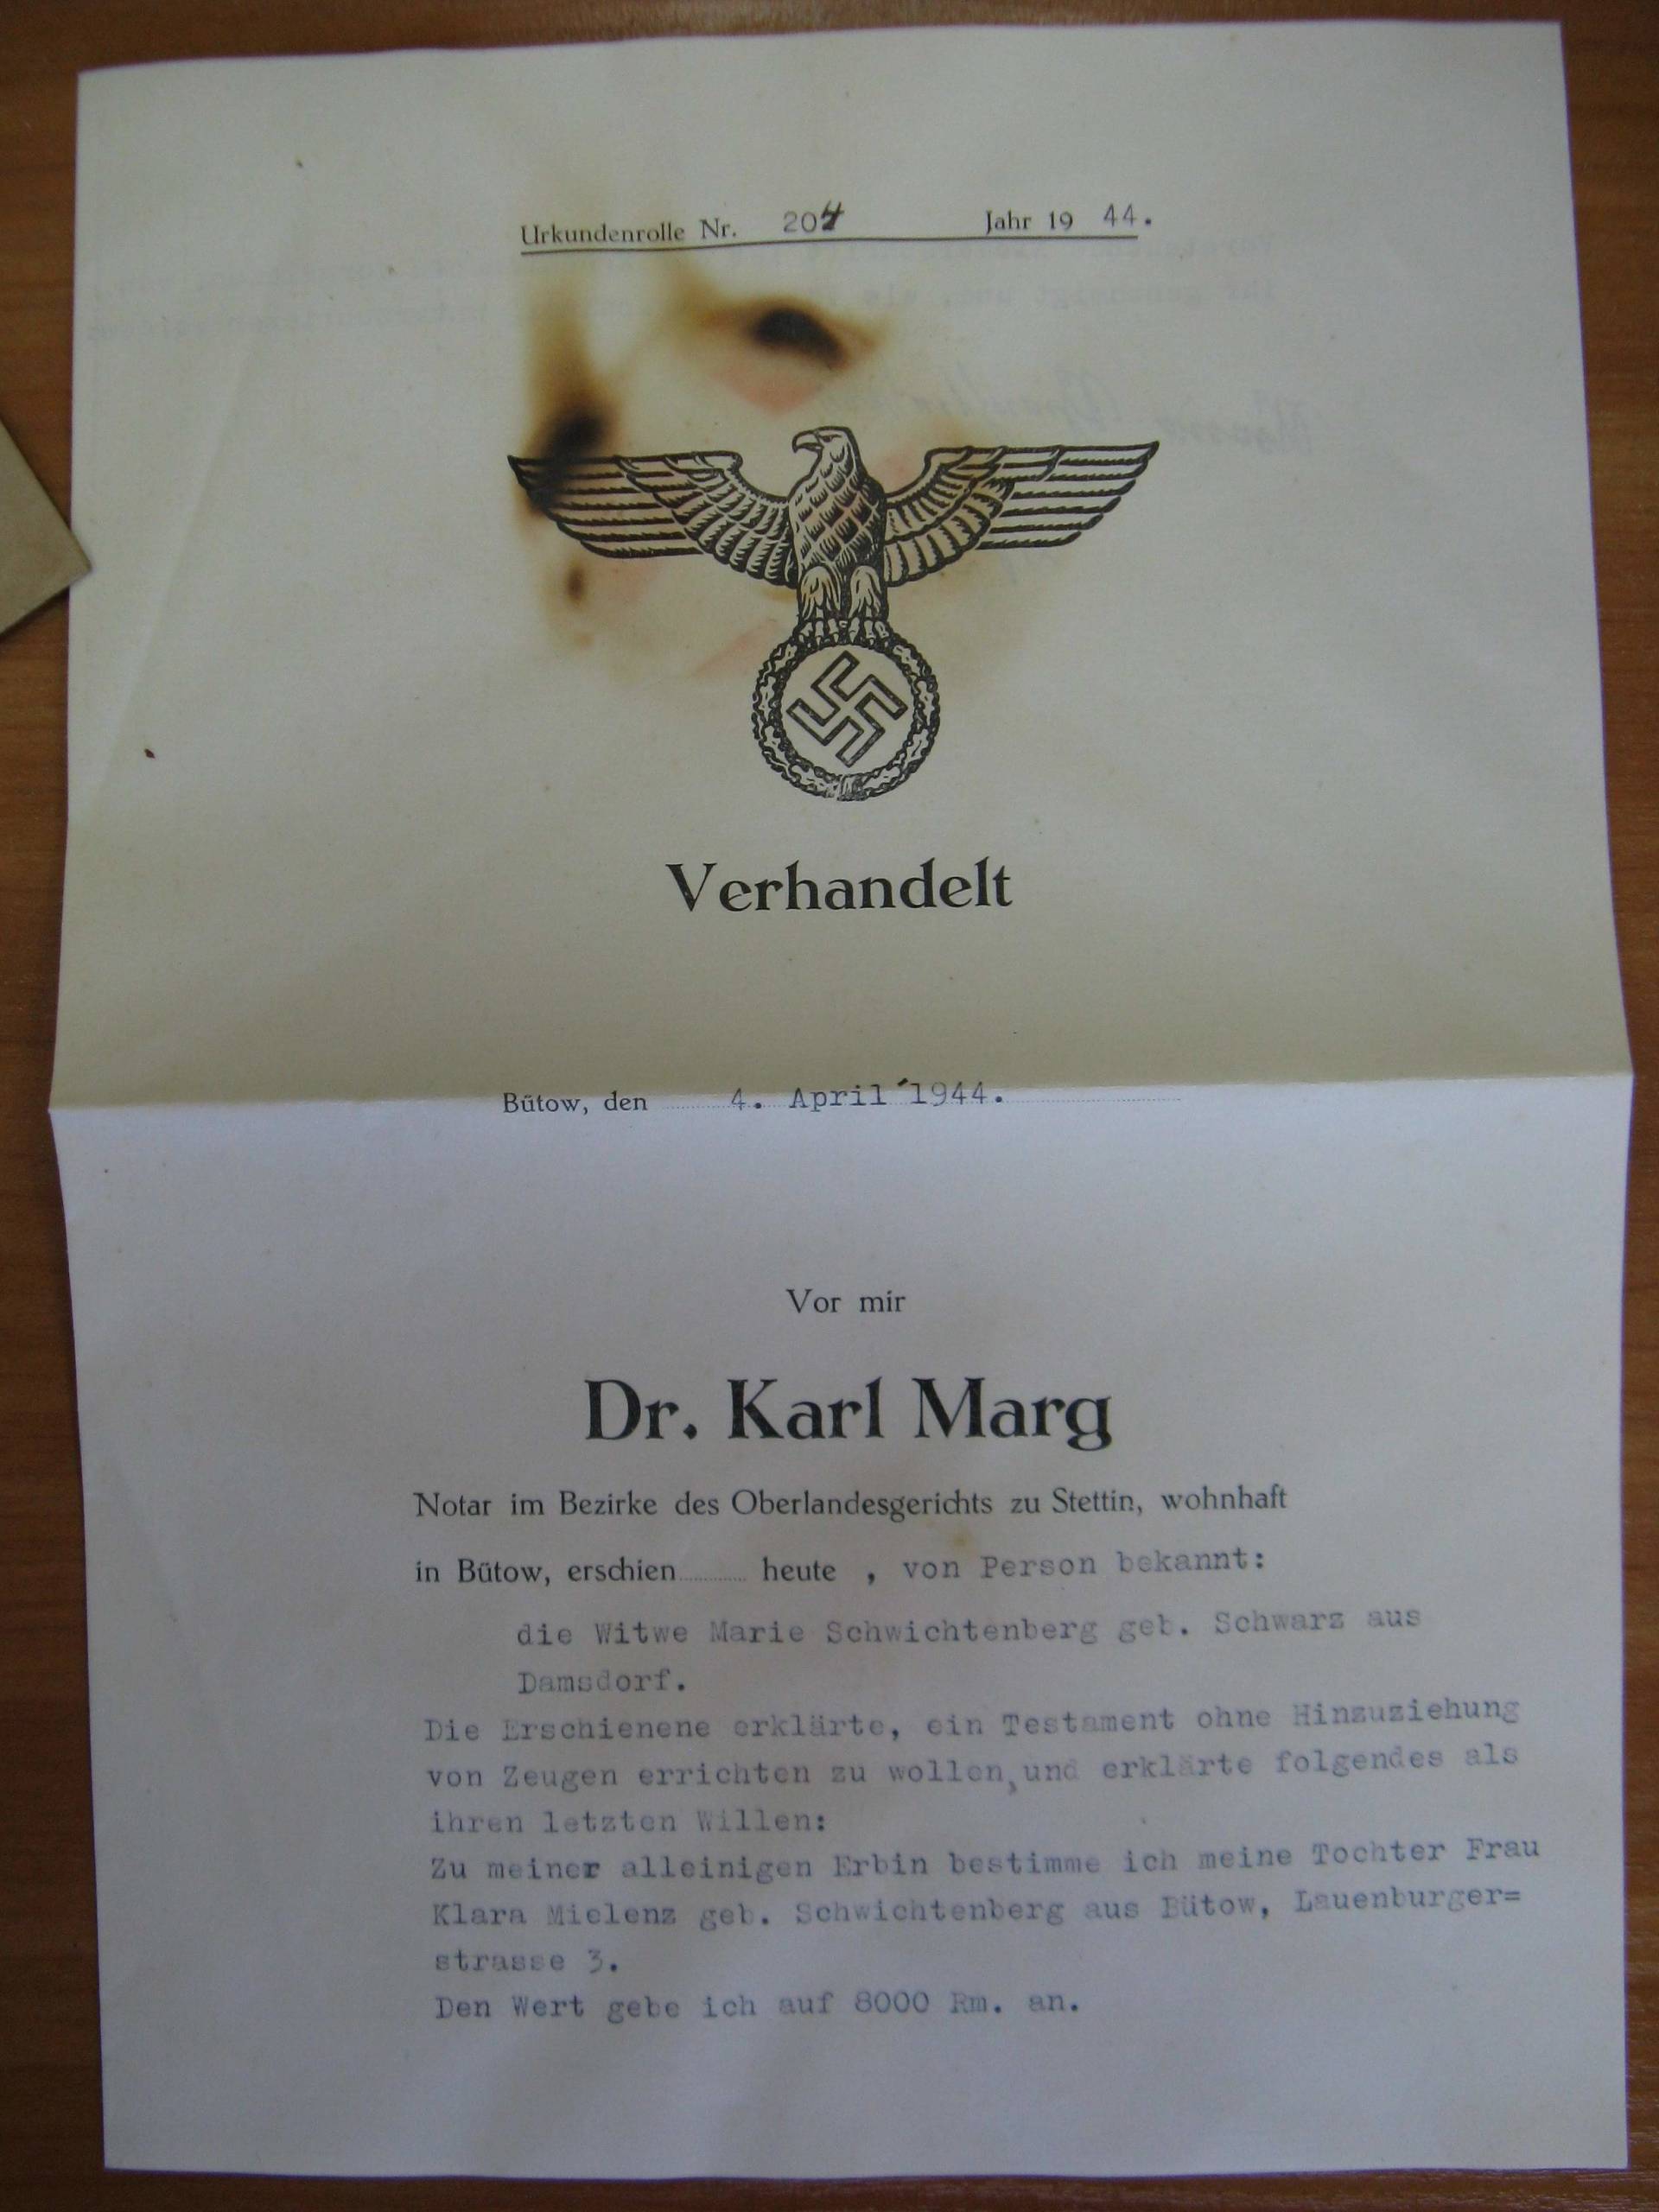 Urkundenrolle Nr. 204 Jahr 19 44.
Verhandelt
Bütow, den 4. April 1944.
Vor mir
Dr. Karl Marg
Notar im Bezirke des Oberlandesgerichts zu Stettin, wohnhaft
in Bütow, erschien heute , von Person bekannt:
die Witwe Marie Schwichtenberg geb. Schwarz aus
Damsdorf.
Die Erschienene erklärte, ein Testament ohne Hinzuziehung
von Zeugen errichten zu wollen, und erklärte folgendes als
ihren letzten Willen:
Zu meiner alleinigen Erbin bestimme ich meine Tochter Frau
Klara Mielenz geb. Schwichtenberg aus Bütow, Lauenburger=
strasse 3.
Den Wert gebe ich auf 8000 Rm. an.